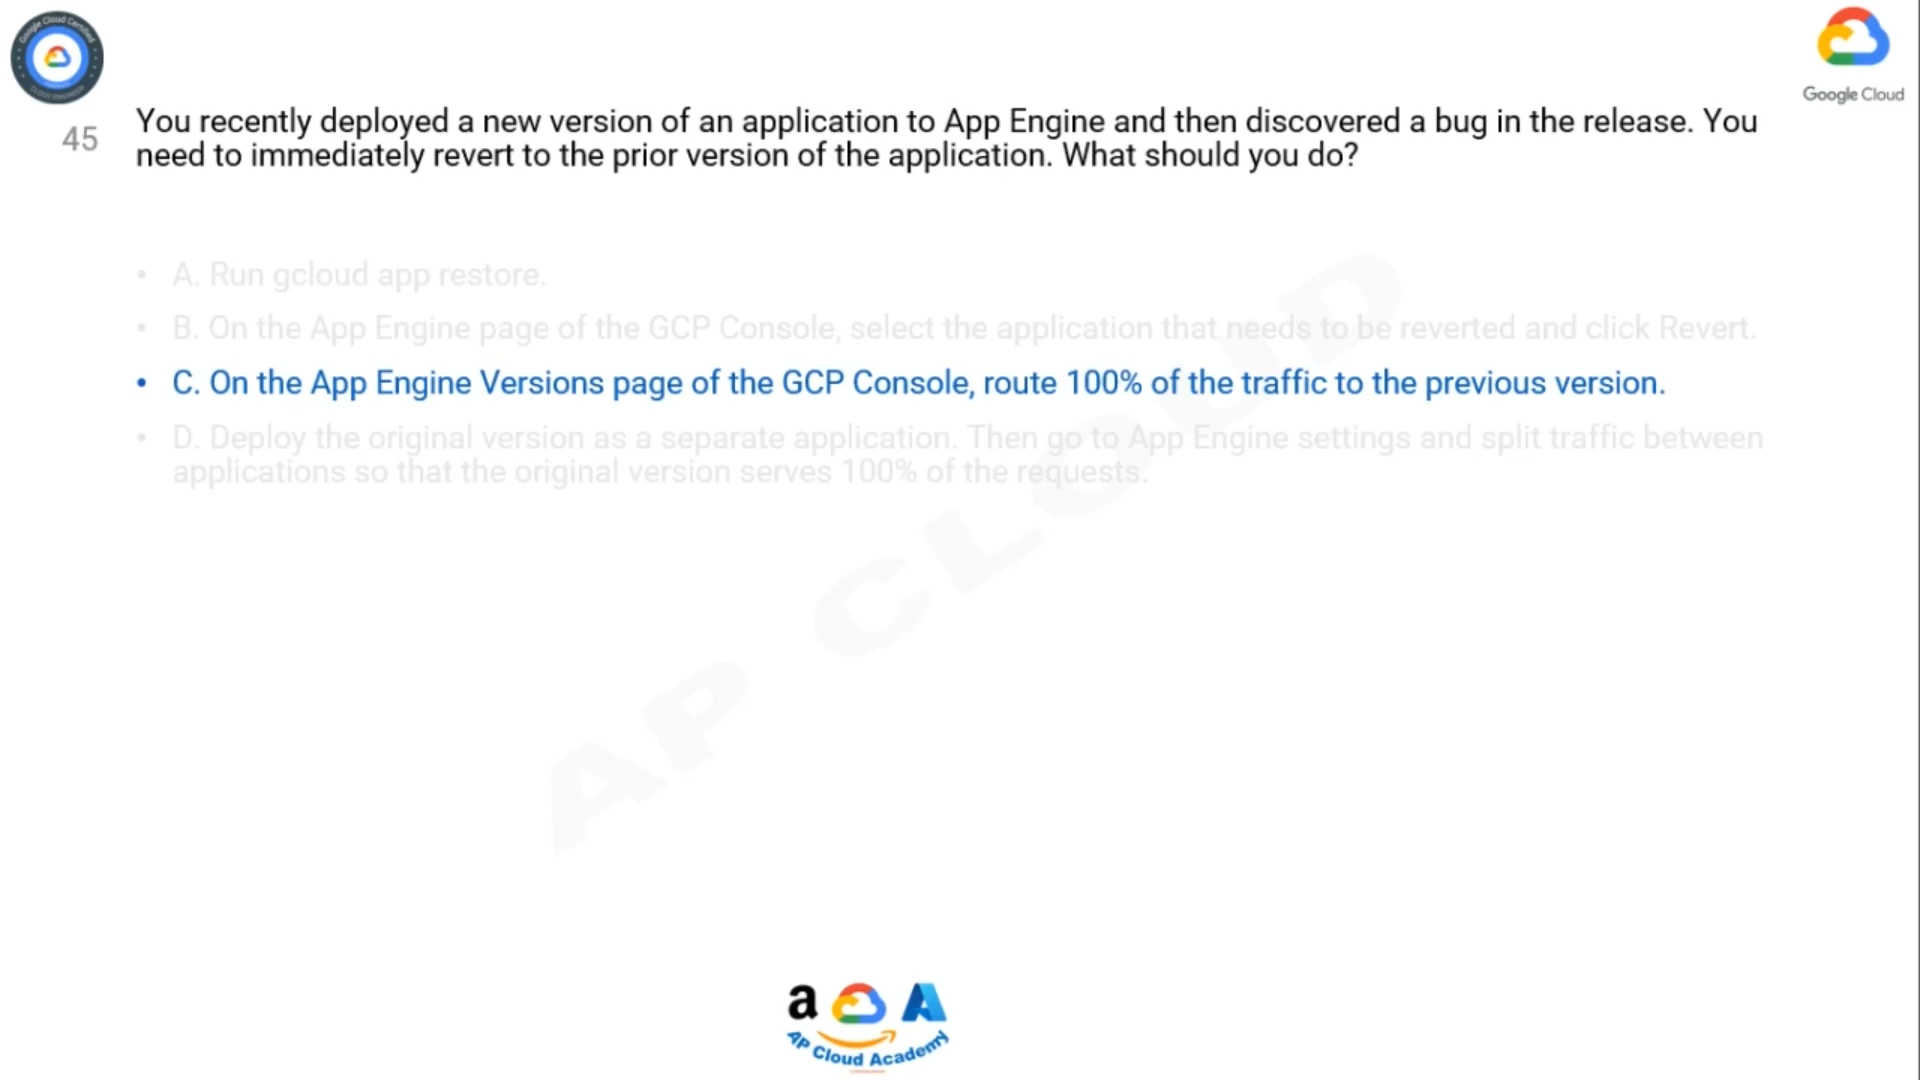 Google Cloud Certified
CLOUD ENGINEER
Google Cloud
45
You recently deployed a new version of an application to App Engine and then discovered a bug in the release. You
need to immediately revert to the prior version of the application. What should you do?
• A. Run gcloud app restore.
• B. On the App Engine page of the GCP Console, select the application that needs to be reverted and click Revert.
• C. On the App Engine Versions page of the GCP Console, route 100% of the traffic to the previous version.
• D. Deploy the original version as a separate application. Then go to App Engine settings and split traffic between
applications so that the original version serves 100% of the requests.
AP CLOUD
a A
AP Cloud Academy